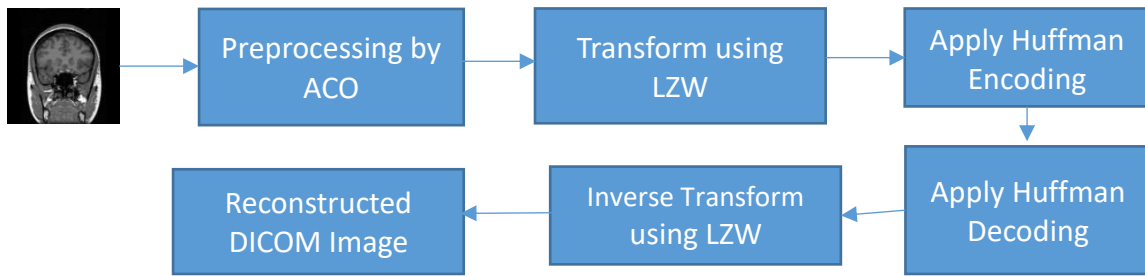 Preprocessing by
ACO
Transform using
LZW
Apply Huffman
Encoding
Reconstructed
DICOM Image
Inverse Transform
using LZW
Apply Huffman
Decoding